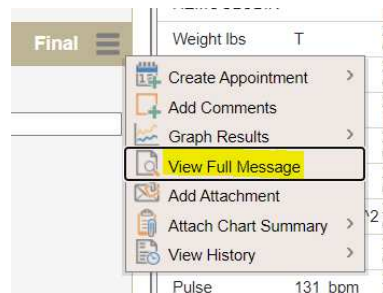 Final
Weight lbs T
Create Appointment
Add Comments
Graph Results
View Full Message
Add Attachment
Attach Chart Summary
^2
View History
Pulse 131 bpm